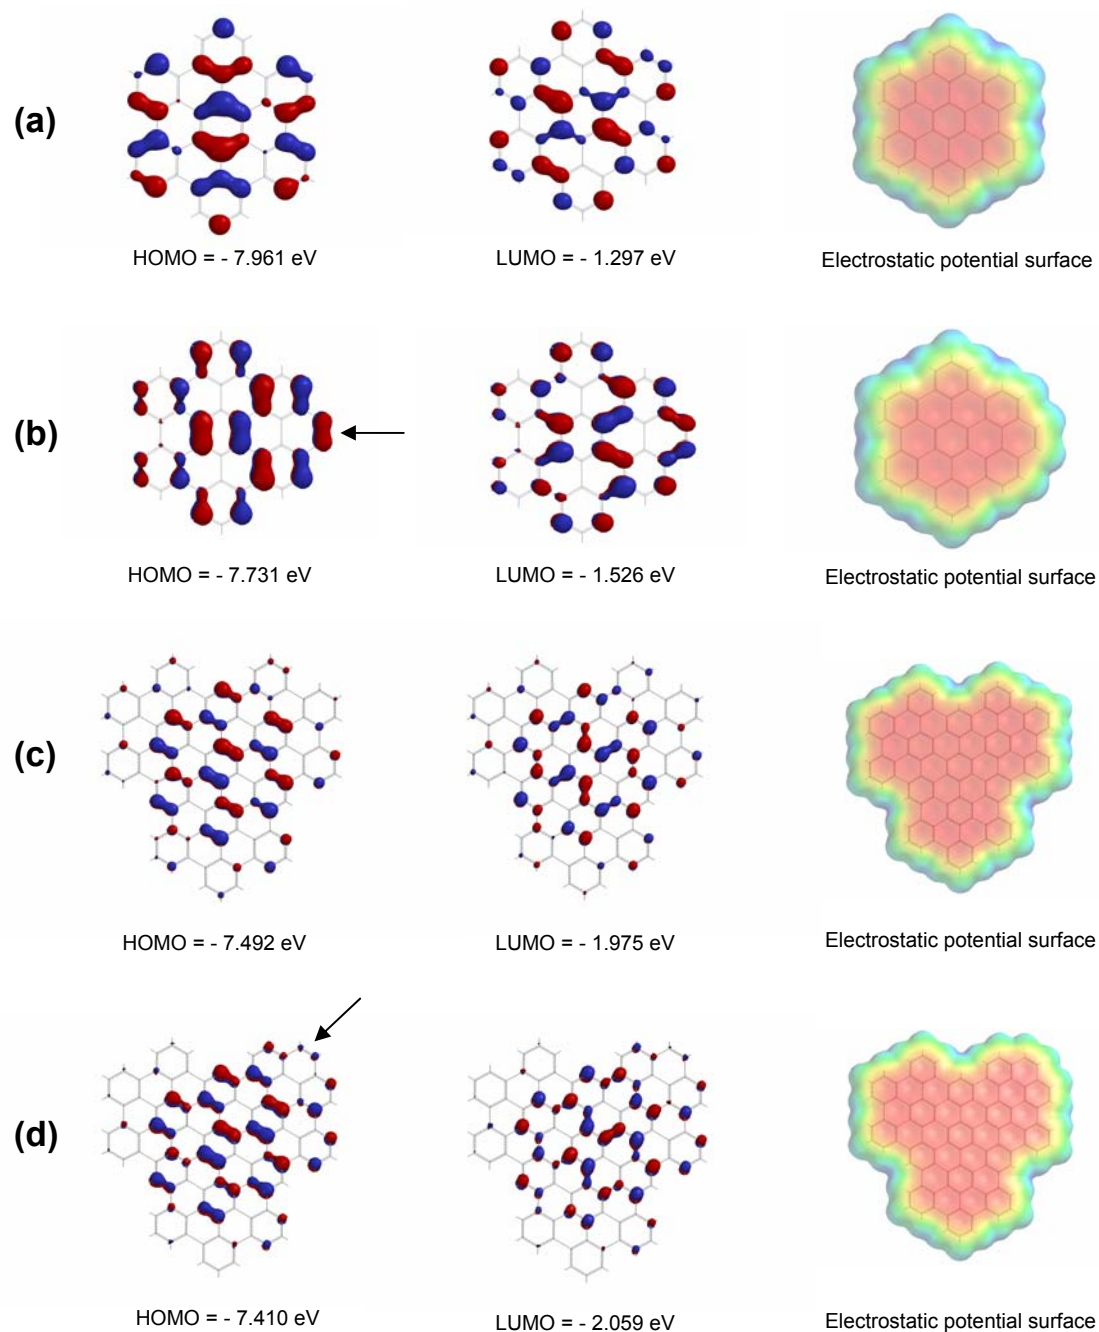 (a)
HOMO = - 7.961 eV
LUMO = - 1.297 eV
Electrostatic potential surface
(b)
HOMO = - 7.731 eV
LUMO = - 1.526 eV
Electrostatic potential surface
(c)
HOMO = - 7.492 eV
LUMO = - 1.975 eV
Electrostatic potential surface
(d)
HOMO = - 7.410 eV
LUMO = - 2.059 eV
Electrostatic potential surface